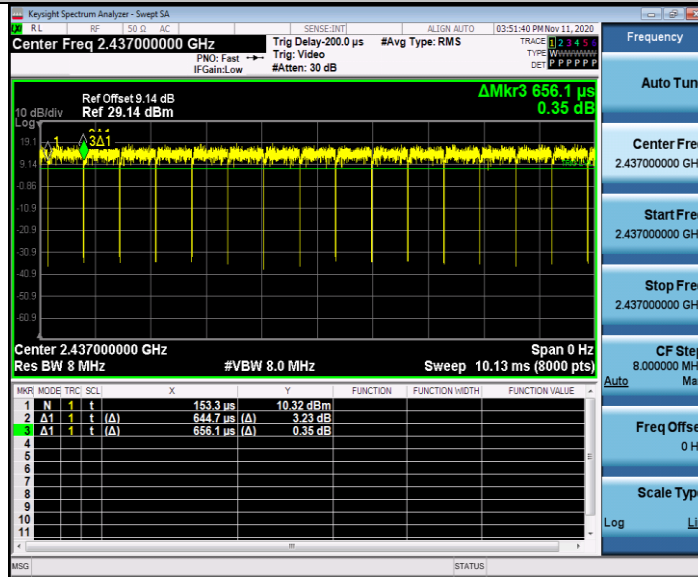 Keysight Spectrum Analyzer - Swept SA
RL RF 50 Ω AC SENSE:INT ALIGN AUTO 03:51:40 PM Nov 11, 2020
Center Freq 2.437000000 GHz
PNO: Fast
IFGain:Low
Trig Delay-200.0 µs
Trig: Video
#Atten: 30 dB
#Avg Type: RMS
TRACE 1 2 3 4 5 6
TYPE WWWWWW
DET P P P P P P
ΔMkr3 656.1 µs
0.35 dB
Ref Offset 9.14 dB
10 dB/div Ref 29.14 dBm
Log
19.1
9.14
-0.86
-10.9
-20.9
-30.9
-40.9
-50.9
-60.9
1
3Δ1
Center 2.437000000 GHz Span 0 Hz
Res BW 8 MHz #VBW 8.0 MHz Sweep 10.13 ms (8000 pts)
MKR MODE TRC SCL X Y FUNCTION FUNCTION WIDTH FUNCTION VALUE
1 N 1 t 153.3 µs 10.32 dBm
2 Δ1 1 t (Δ) 644.7 µs (Δ) 3.23 dB
3 Δ1 1 t (Δ) 656.1 µs (Δ) 0.35 dB
4
5
6
7
8
9
10
11
MSG STATUS
Frequency
Auto Tun
Center Fre
2.437000000 GH
Start Fre
2.437000000 GH
Stop Fre
2.437000000 GH
CF Ste
8.000000 MH
Auto Ma
Freq Offse
0 H
Scale Typ
Log Li